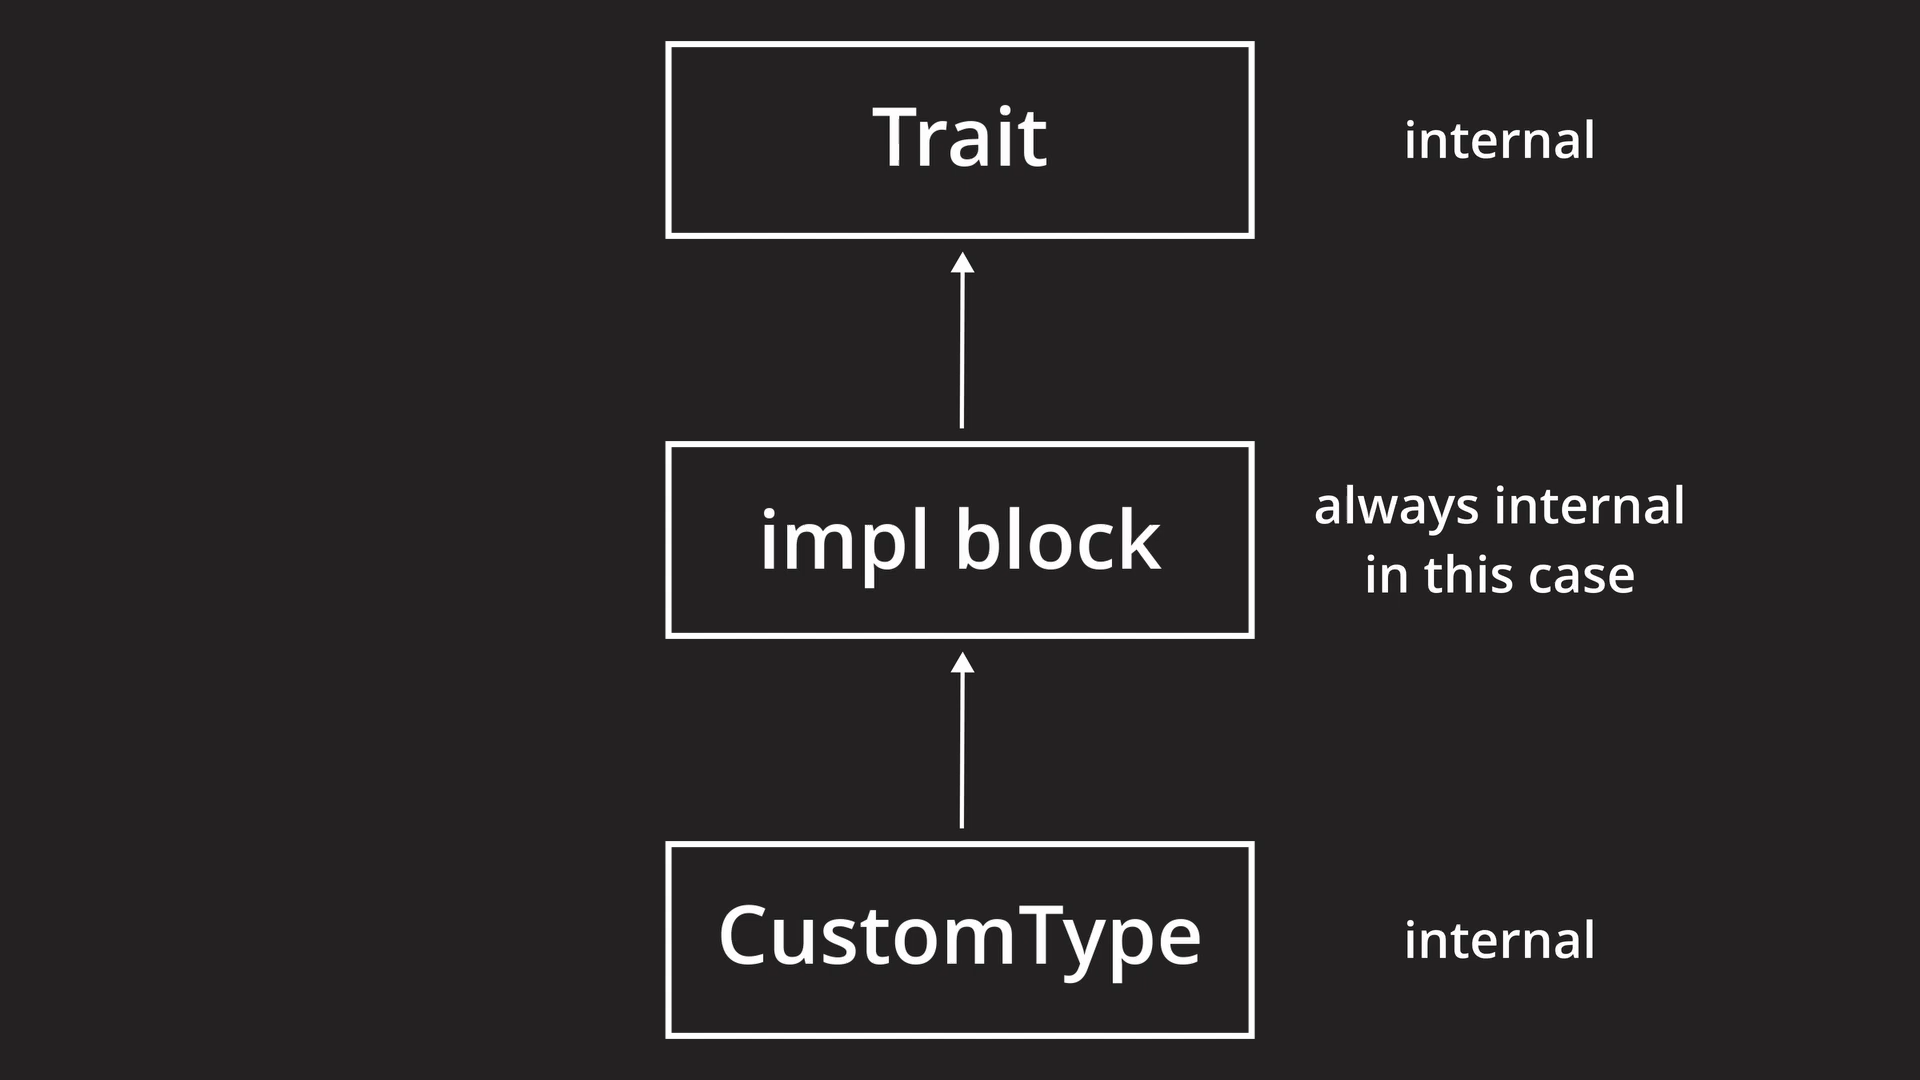 Trait
internal
impl block
always internal
in this case
CustomType
internal